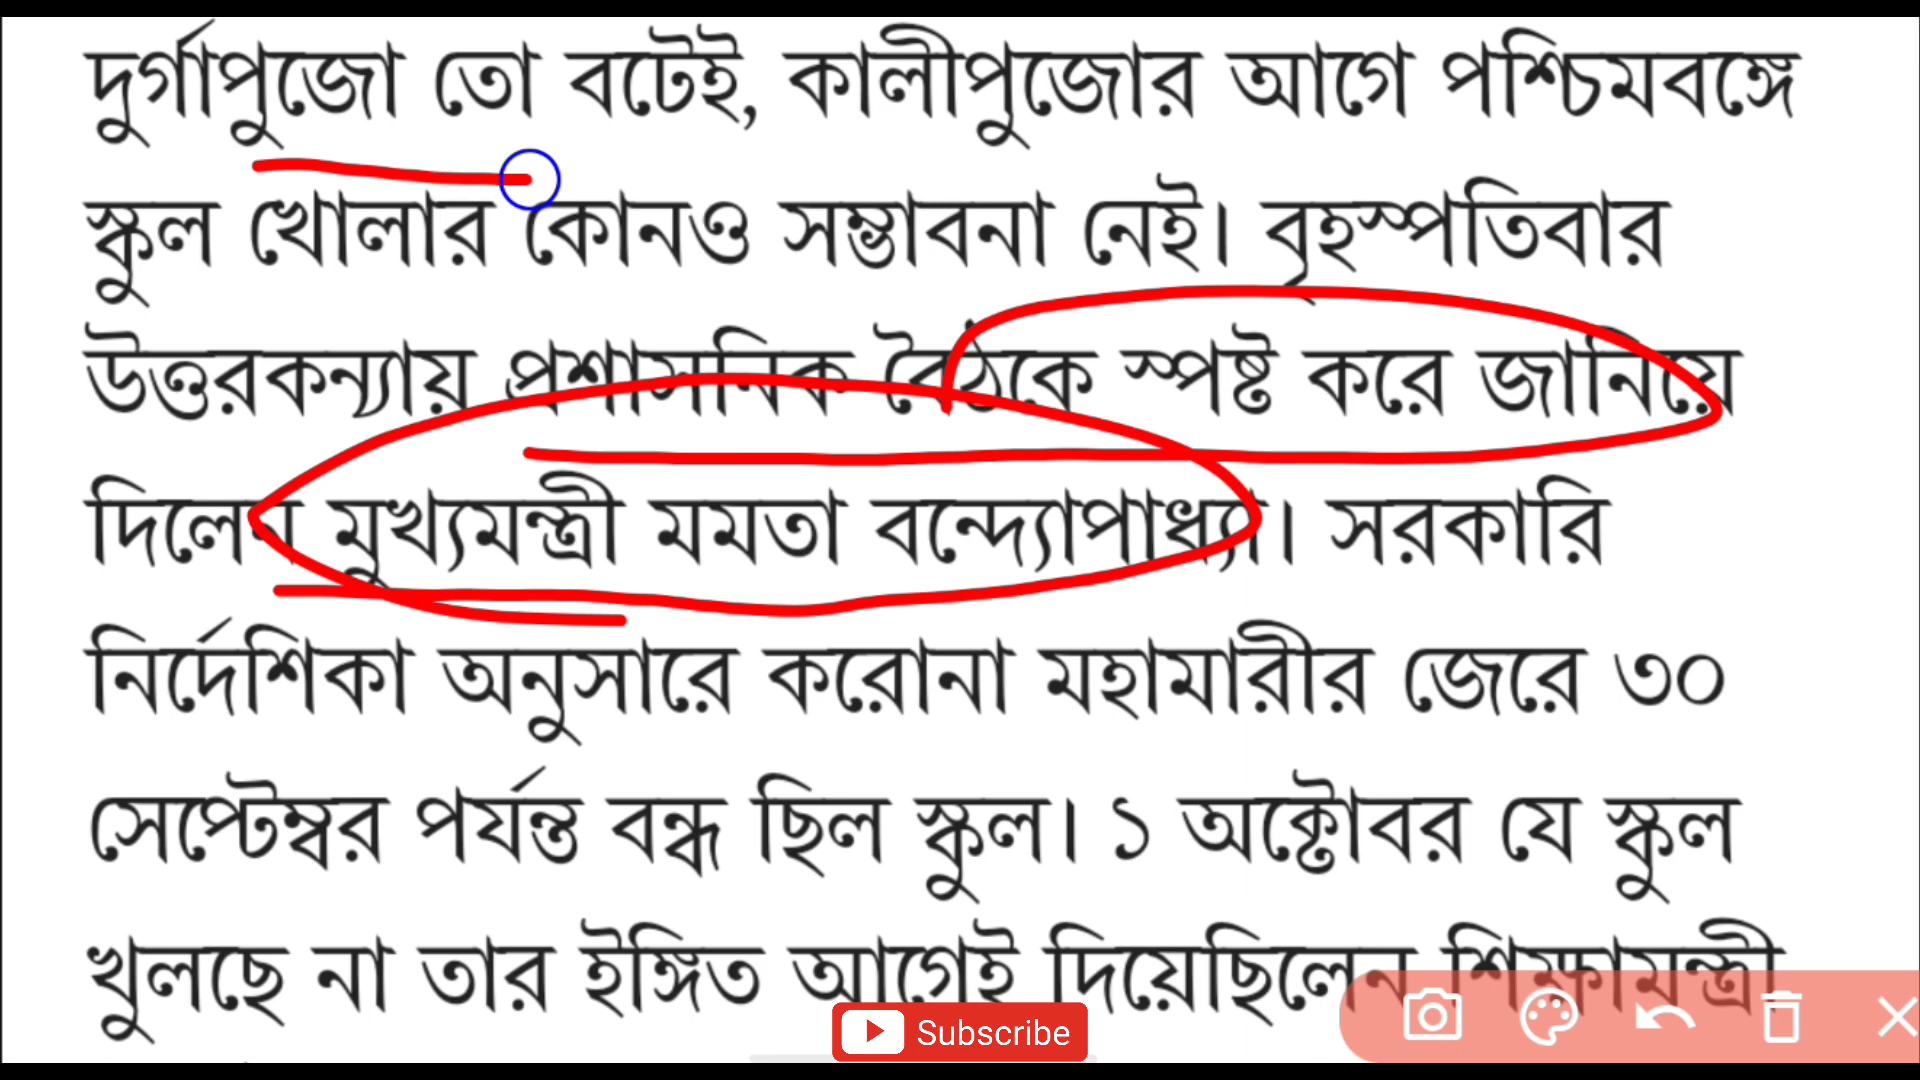 দুর্গাপুজো তো বটেই, কালীপুজোর আগে পশ্চিমবঙ্গে
স্কুল খোলার কোনও সম্ভাবনা নেই। বৃহস্পতিবার
উত্তরকন্যায় প্রশাসনিক বৈঠকে স্পষ্ট করে জানিয়ে
দিলেন মুখ্যমন্ত্রী মমতা বন্দ্যোপাধ্যা। সরকারি
নির্দেশিকা অনুসারে করোনা মহামারীর জেরে ৩০
সেপ্টেম্বর পর্যন্ত বন্ধ ছিল স্কুল। ১ অক্টোবর যে স্কুল
খুলছে না তার ইঙ্গিত আগেই দিয়েছিলেন শিক্ষামন্ত্রী
Subscribe